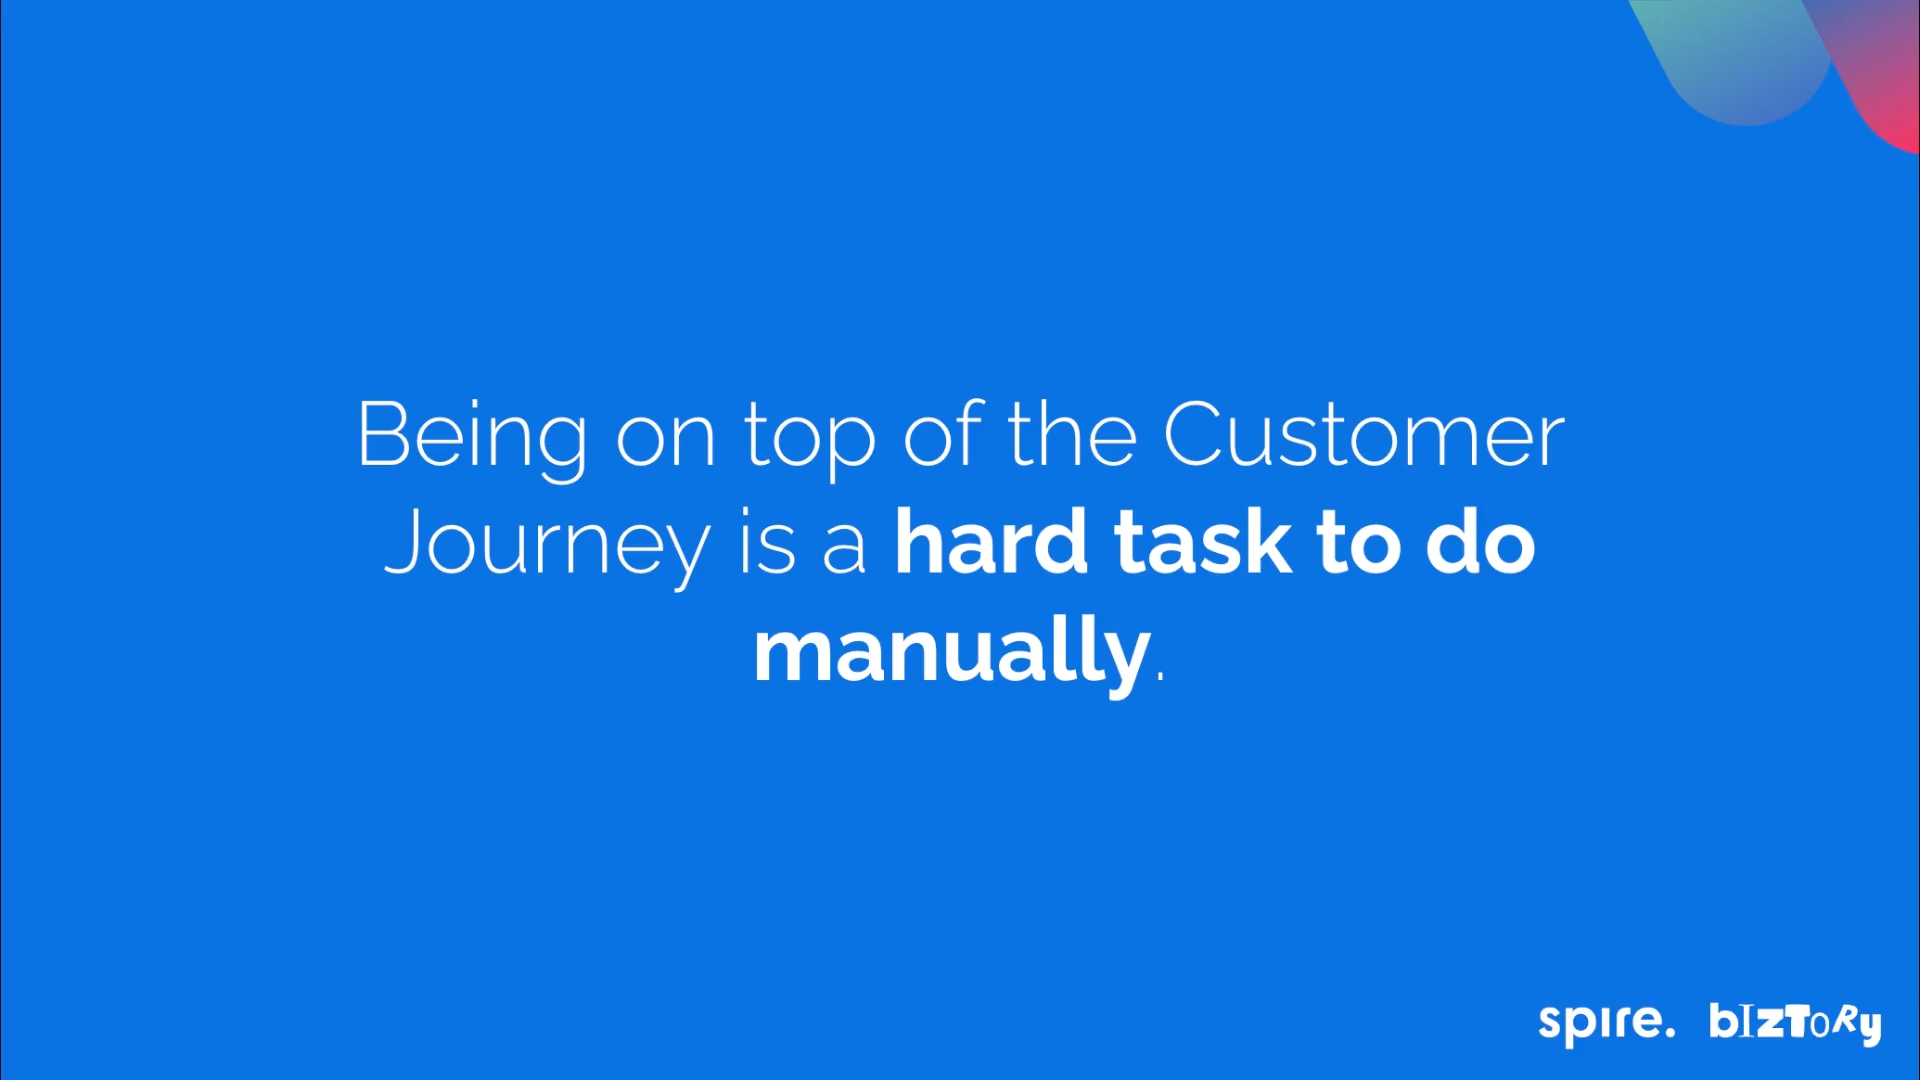 Being on top of the Customer
Journey is a hard task to do
manually.
spire. bIzToRy